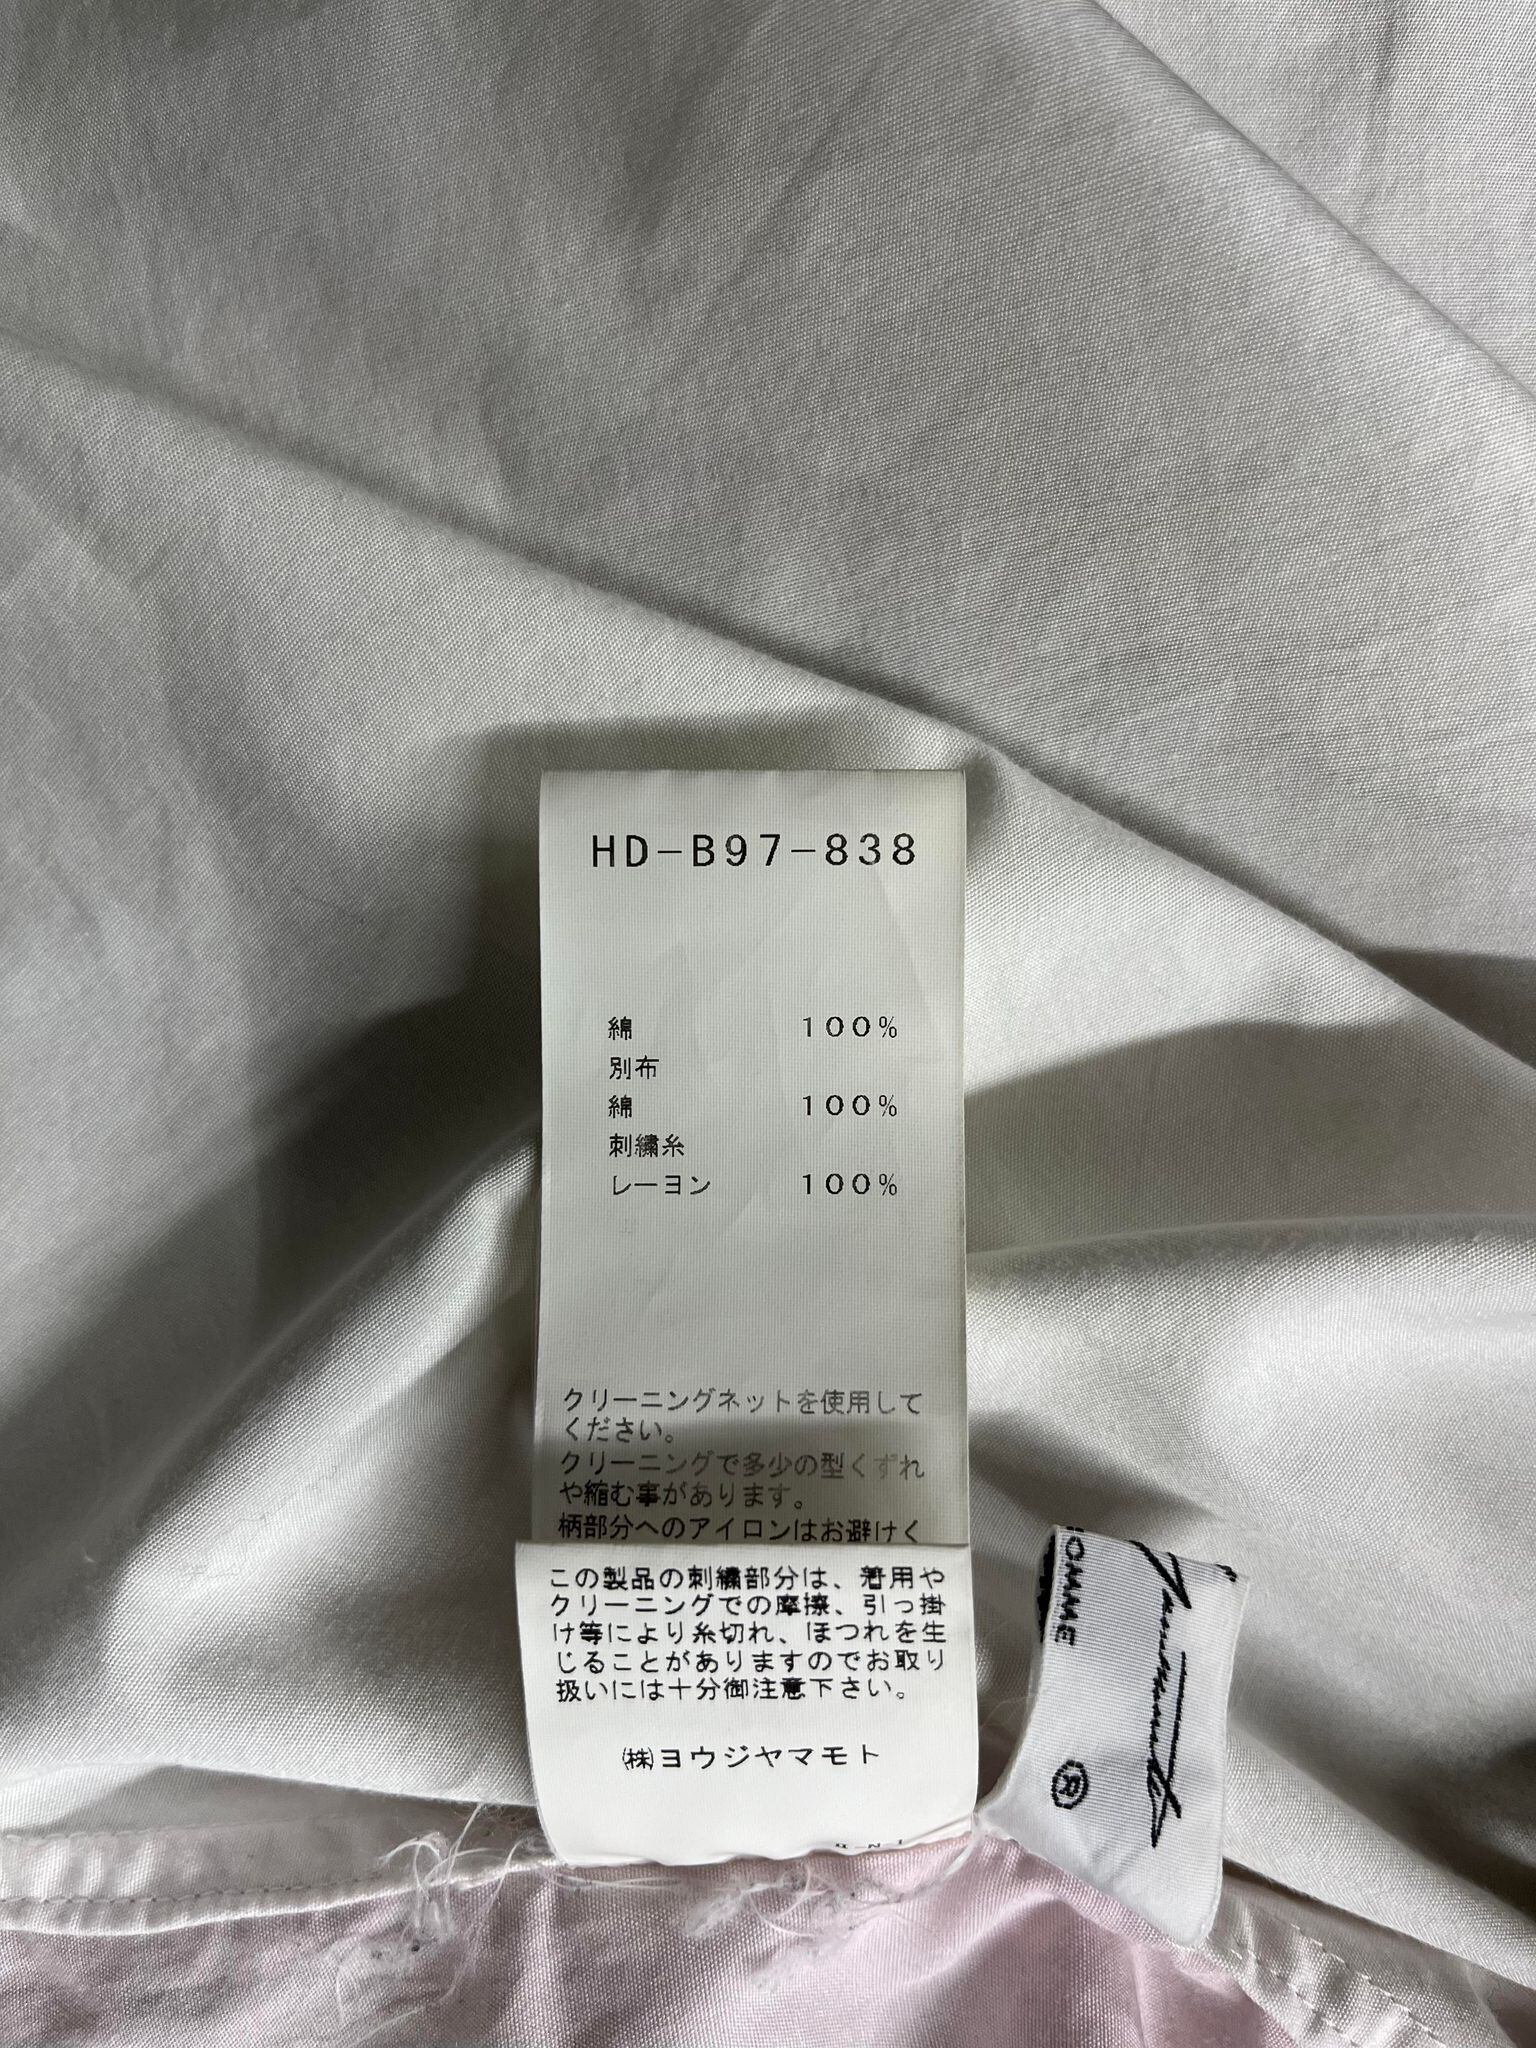 HD-B97-838
綿 100%
別布
綿 100%
刺繍糸
レーヨン 100%
クリーニングネットを使用して
ください。
クリーニングで多少の型くずれ
や縮む事があります。
柄部分へのアイロンはお避けく
この製品の刺繍部分は、着用や
クリーニングでの摩擦、引っ掛
け等により糸切れ、ほつれを生
じることがありますのでお取り
扱いには十分御注意下さい。
㈱ヨウジヤマモト
®